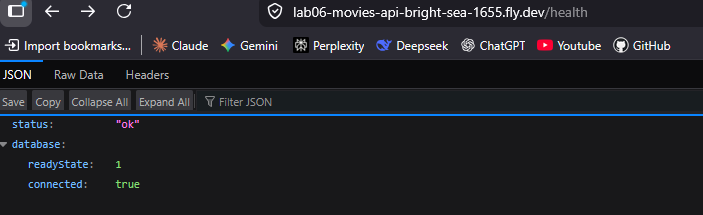 lab06-movies-api-bright-sea-1655.fly.dev/health
Import bookmarks... Claude Gemini Perplexity Deepseek ChatGPT Youtube GitHub
JSON Raw Data Headers
Save Copy Collapse All Expand All Filter JSON
status: "ok"
database:
readyState: 1
connected: true